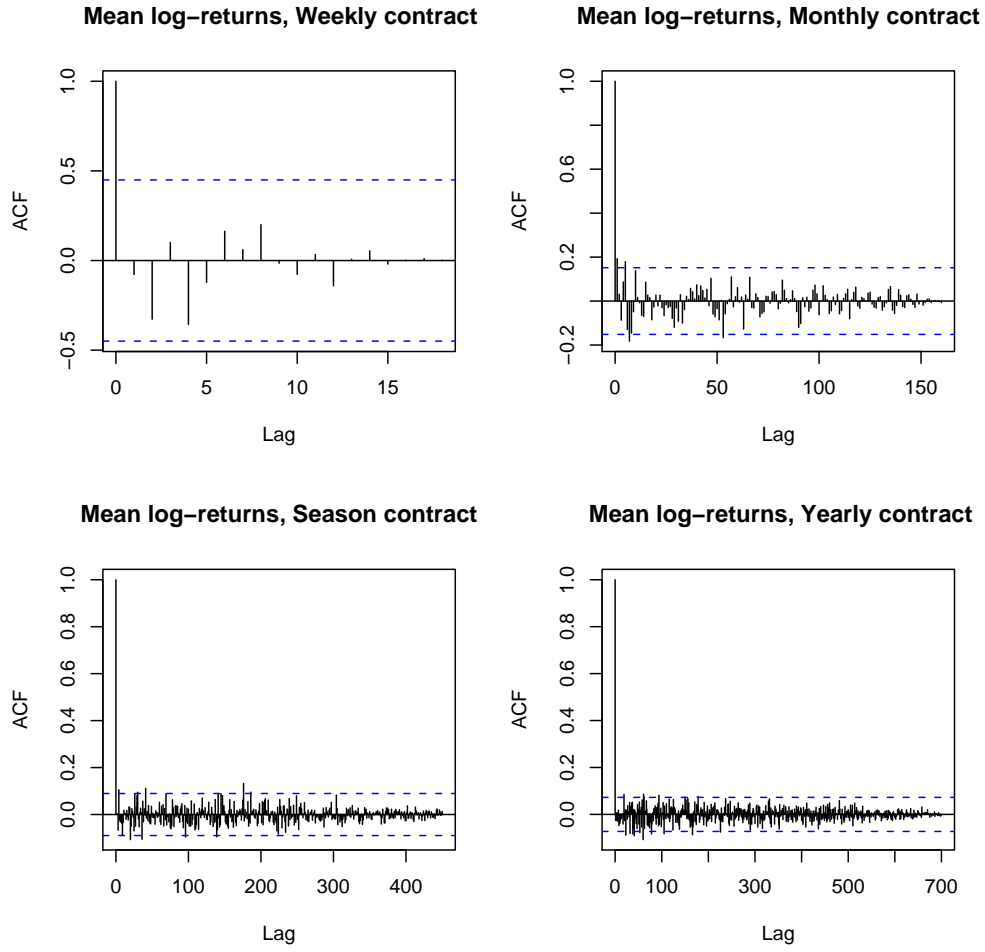 Mean log−returns, Weekly contract
ACF
1.0
0.5
0.0
−0.5
0 5 10 15
Lag
Mean log−returns, Monthly contract
ACF
1.0
0.6
0.2
−0.2
0 50 100 150
Lag
Mean log−returns, Season contract
ACF
1.0
0.8
0.6
0.4
0.2
0.0
0 100 200 300 400
Lag
Mean log−returns, Yearly contract
ACF
1.0
0.8
0.6
0.4
0.2
0.0
0 100 300 500 700
Lag